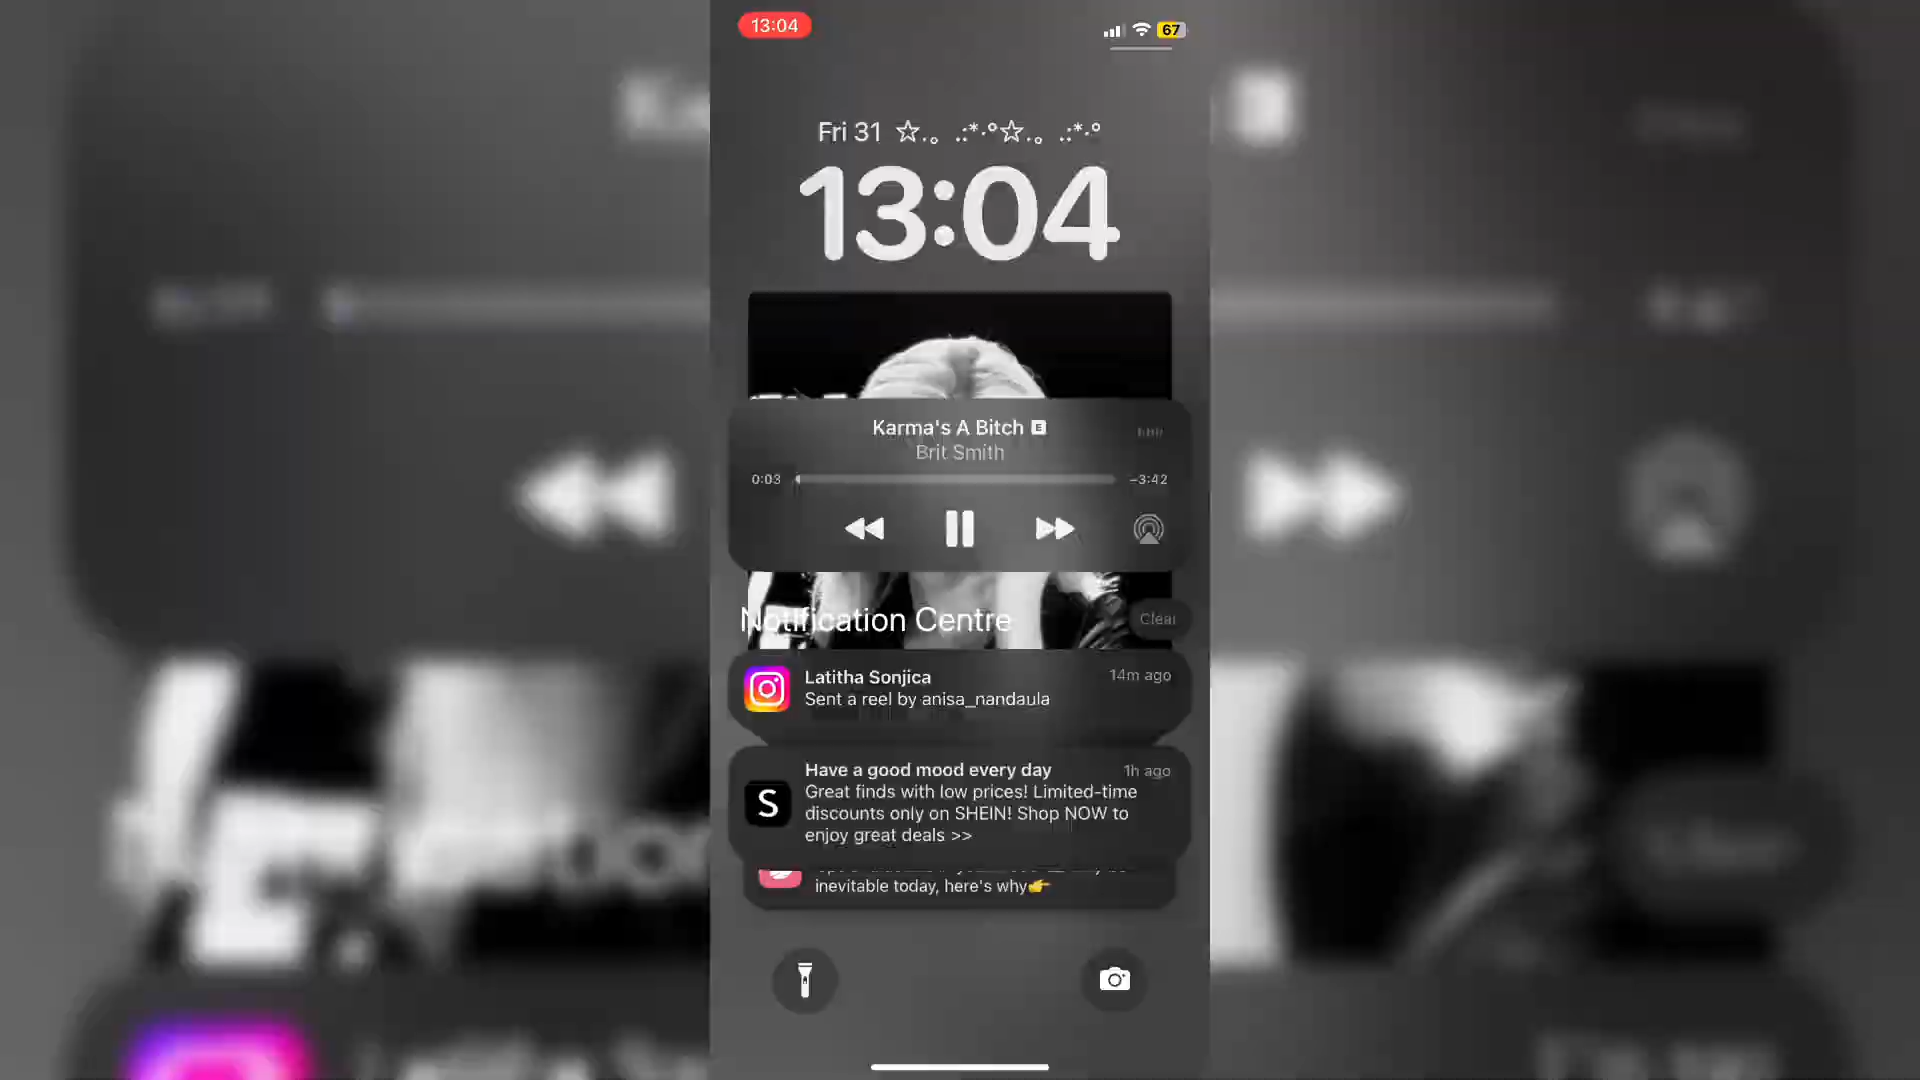 13:04
67
Fri 31 ☆.。.:*･°☆.。.:*･°
13:04
Karma's A Bitch 🅴
Brit Smith
0:03
−3:42
Notification Centre
Clear
Latitha Sonjica
14m ago
Sent a reel by anisa_nandaula
Have a good mood every day
1h ago
Great finds with low prices! Limited-time
discounts only on SHEIN! Shop NOW to
enjoy great deals >>
S
inevitable today, here's why👉